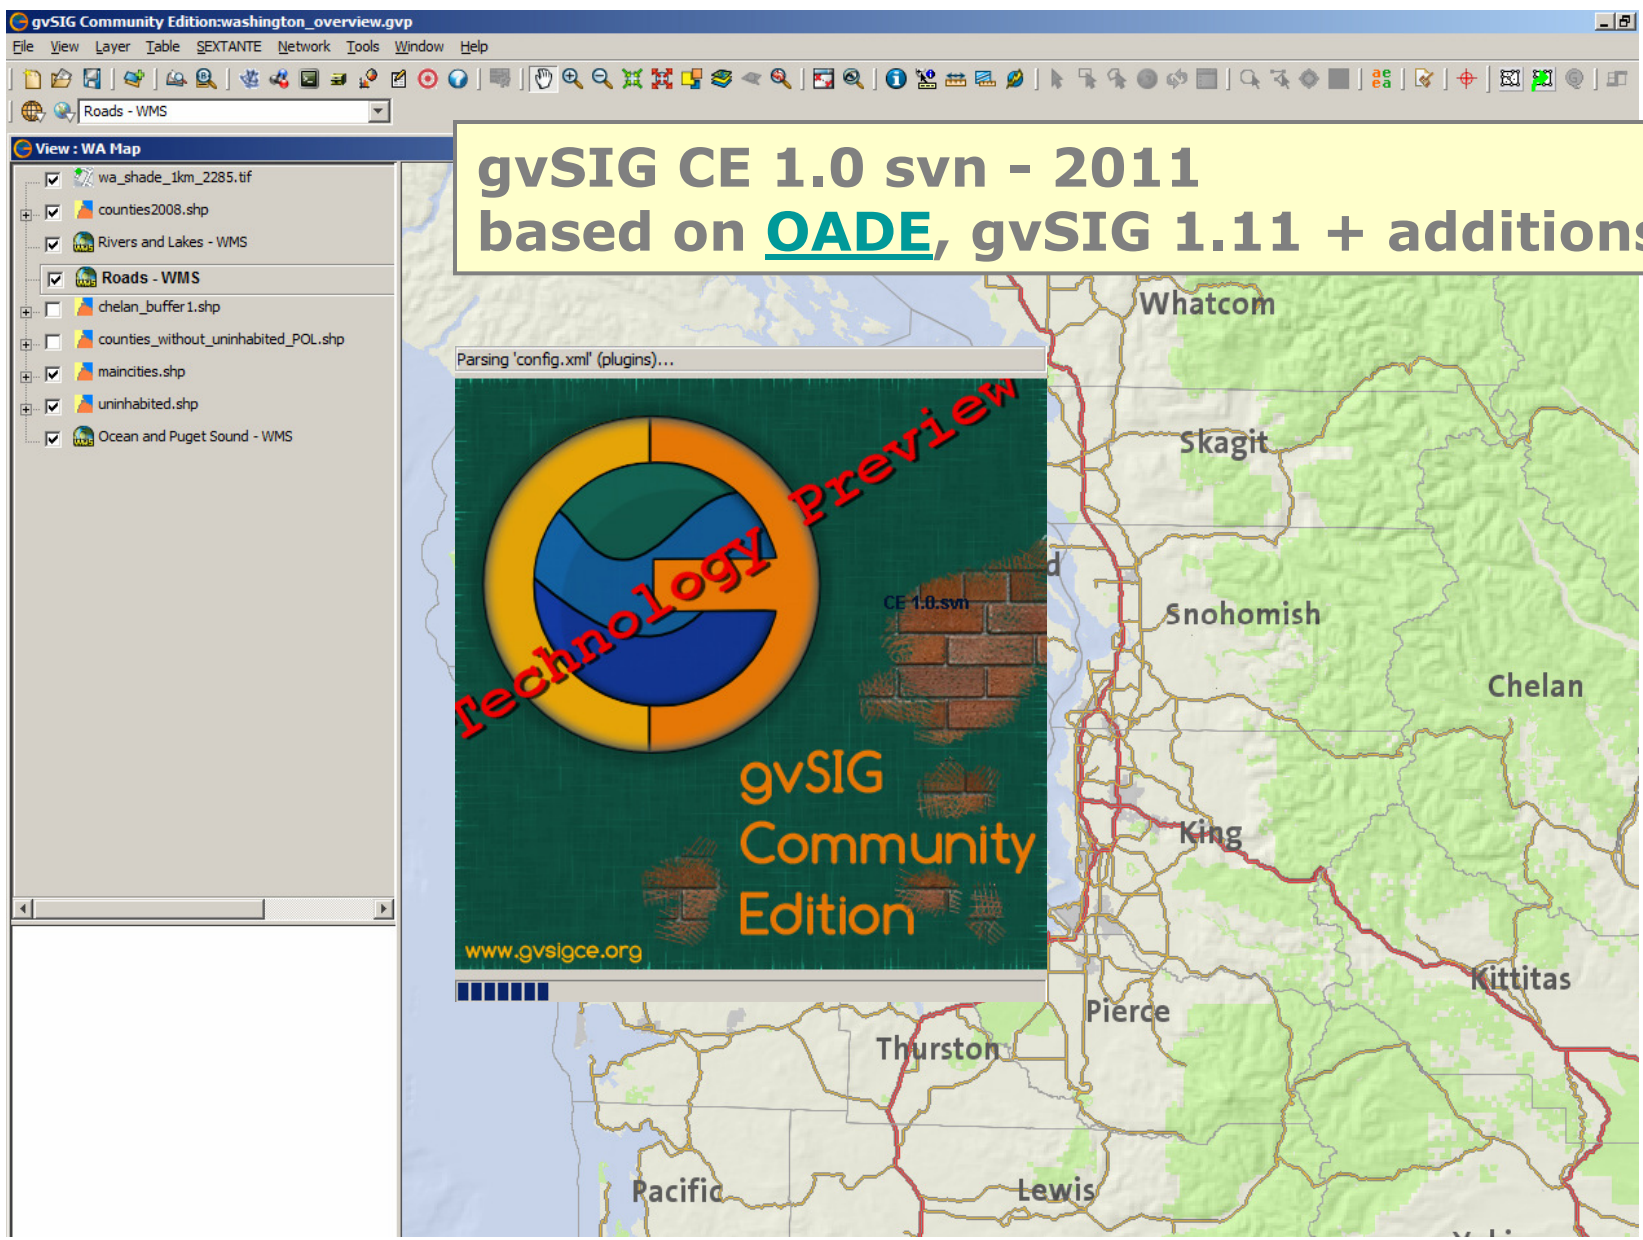 gvSIG Community Edition:washington_overview.gvp
File View Layer Table SEXTANTE Network Tools Window Help
Roads - WMS
View : WA Map
wa_shade_1km_2285.tif
counties2008.shp
Rivers and Lakes - WMS
Roads - WMS
chelan_buffer1.shp
counties_without_uninhabited_POL.shp
maincities.shp
uninhabited.shp
Ocean and Puget Sound - WMS
gvSIG CE 1.0 svn - 2011
based on OADE, gvSIG 1.11 + additions
Parsing 'config.xml' (plugins)...
Technology Preview
CE 1.0.svn
gvSIG
Community
Edition
www.gvsigce.org
Whatcom
Skagit
d
Snohomish
Chelan
King
Kittitas
Pierce
Thurston
Pacific
Lewis